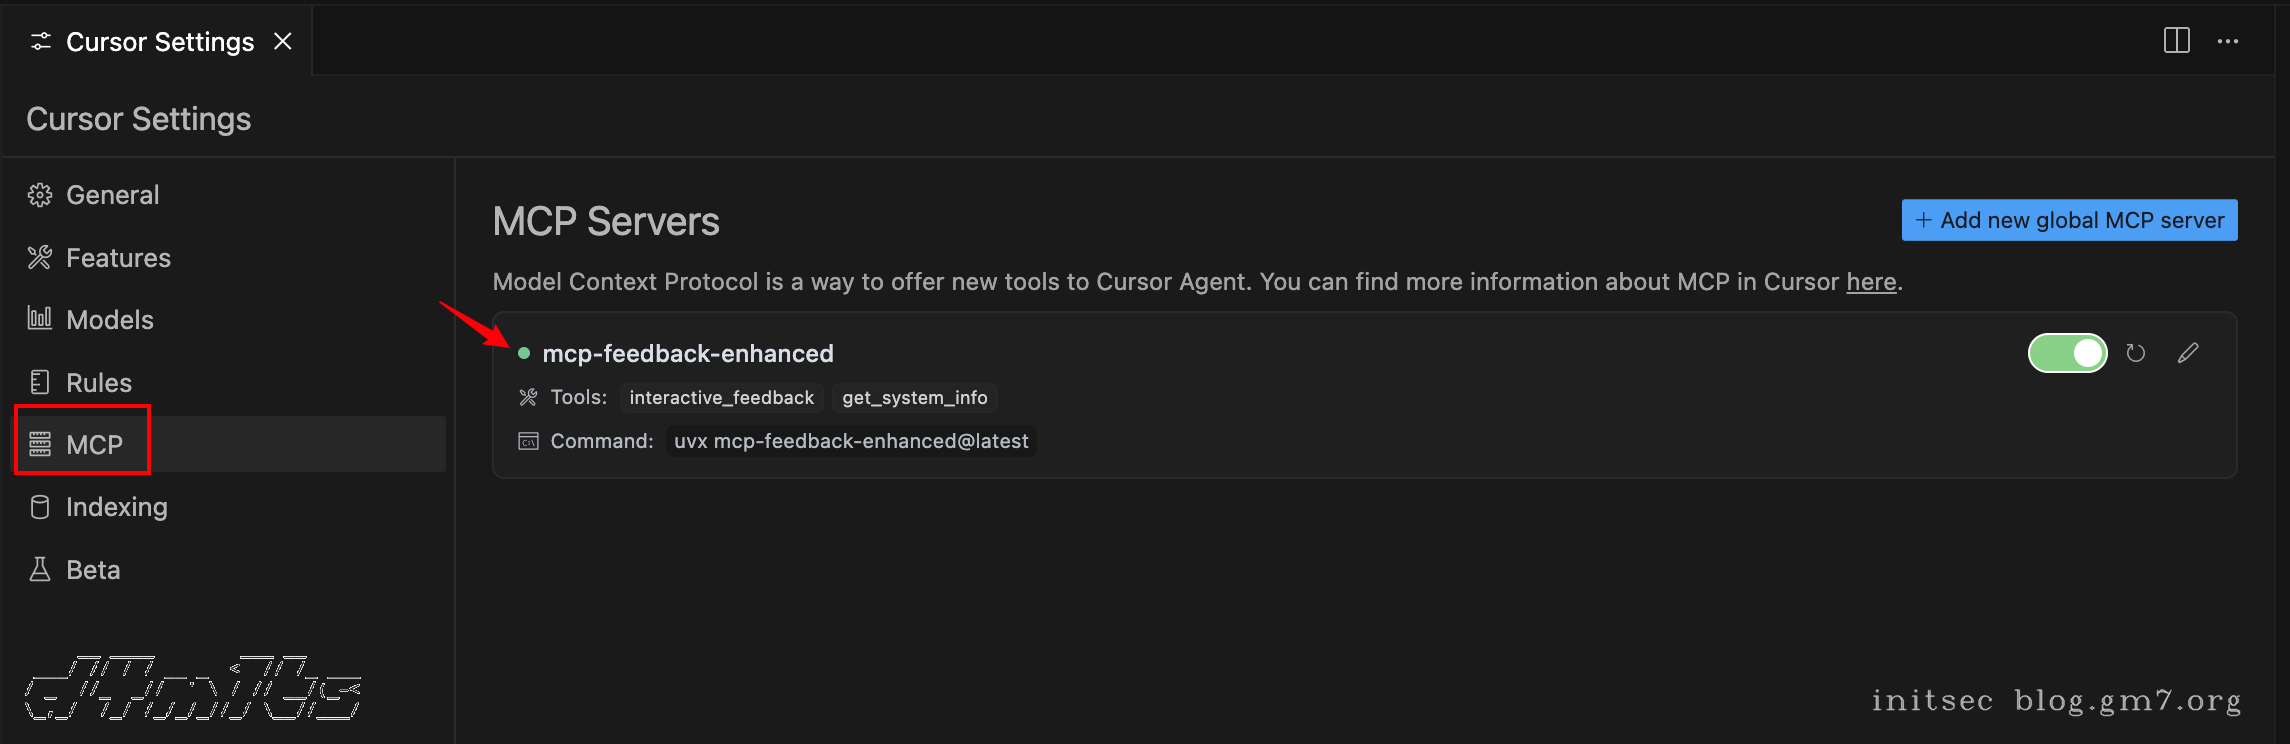 Cursor Settings
Cursor Settings
General
Features
Models
Rules
MCP
Indexing
Beta
MCP Servers
+ Add new global MCP server
Model Context Protocol is a way to offer new tools to Cursor Agent. You can find more information about MCP in Cursor here.
mcp-feedback-enhanced
Tools: interactive_feedback get_system_info
Command: uvx mcp-feedback-enhanced@latest
d4m1ts
initsec blog.gm7.org